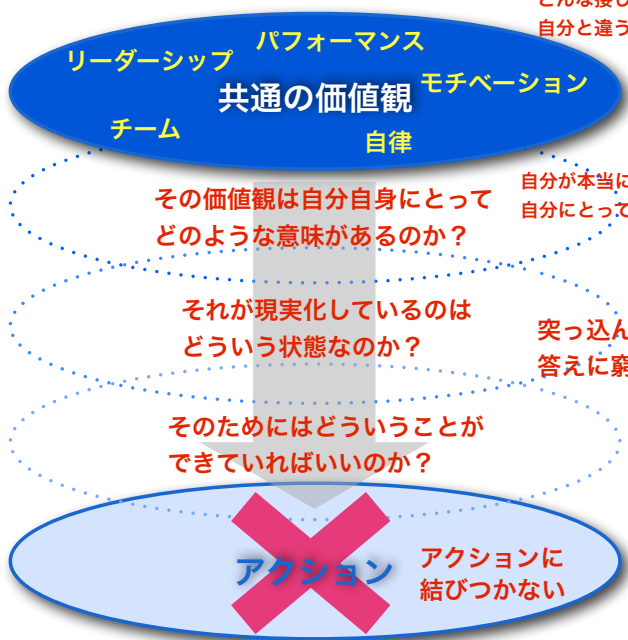 どんな接し
自分と違う
パフォーマンス
リーダーシップ
モチベーション
共通の価値観
チーム
自律
自分が本当に
自分にとって
その価値観は自分自身にとって
どのような意味があるのか？
それが現実化しているのは
どういう状態なのか？
突っ込ん
答えに窮
そのためにはどういうことが
できていればいいのか？
アクション
アクションに
結びつかない